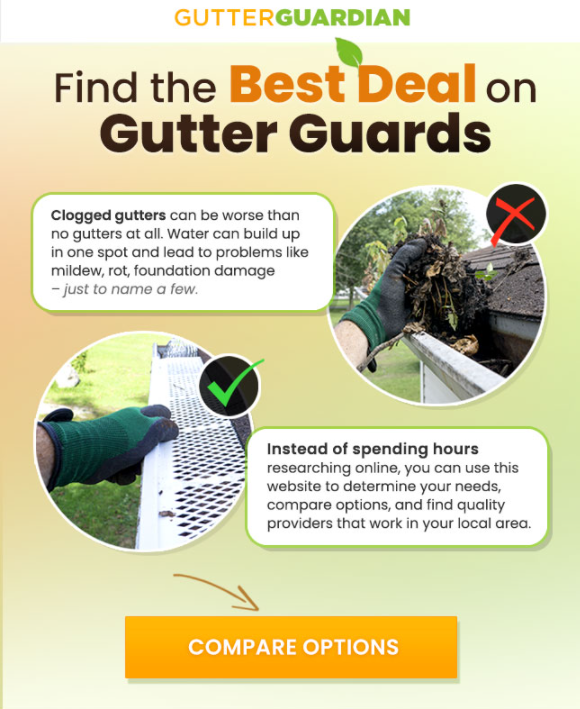 GUTTERGUARDIAN
Find the Best Deal on
Gutter Guards
Clogged gutters can be worse than
no gutters at all. Water can build up
in one spot and lead to problems like
mildew, rot, foundation damage
– just to name a few.
Instead of spending hours
researching online, you can use this
website to determine your needs,
compare options, and find quality
providers that work in your local area.
COMPARE OPTIONS